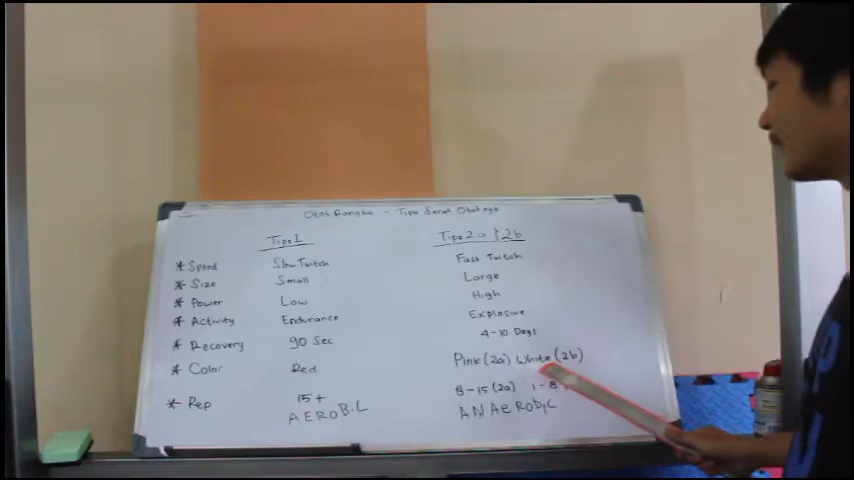 Otot Rangka - Tipe Serat Ototnya
Tipe 1 Tipe 2a & 2b
* Speed Slow Twitch Fast Twitch
* Size Small Large
* Power Low High
* Activity Endurance Explosive
* Recovery 90 Sec 4-10 Days
* Color Red Pink (2a) White (2b)
* Rep 15+ 8-15 (2a) 1-8
AEROBIC ANAEROBIC